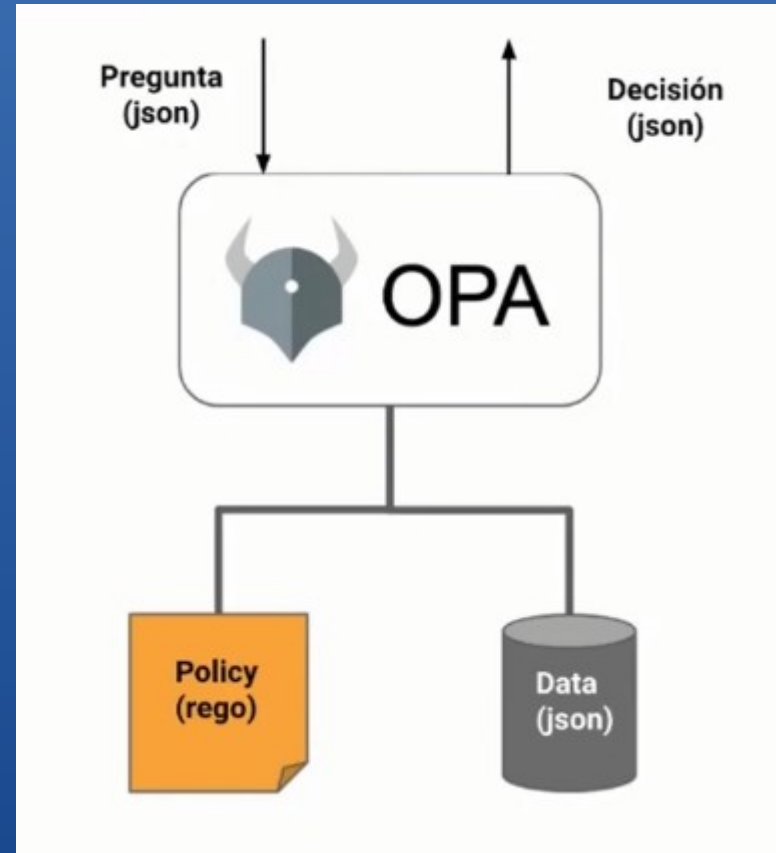 Pregunta
(json)
Decisión
(json)
OPA
Policy
(rego)
Data
(json)